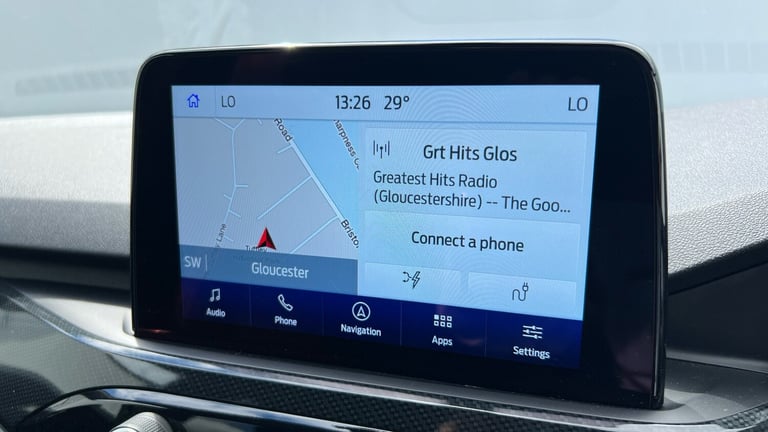 LO
13:26 29°
LO
Road
Bristo
Lane
Grt Hits Glos
Greatest Hits Radio
(Gloucestershire) -- The Goo...
Connect a phone
SW
Gloucester
Audio
Phone
Navigation
Apps
Settings